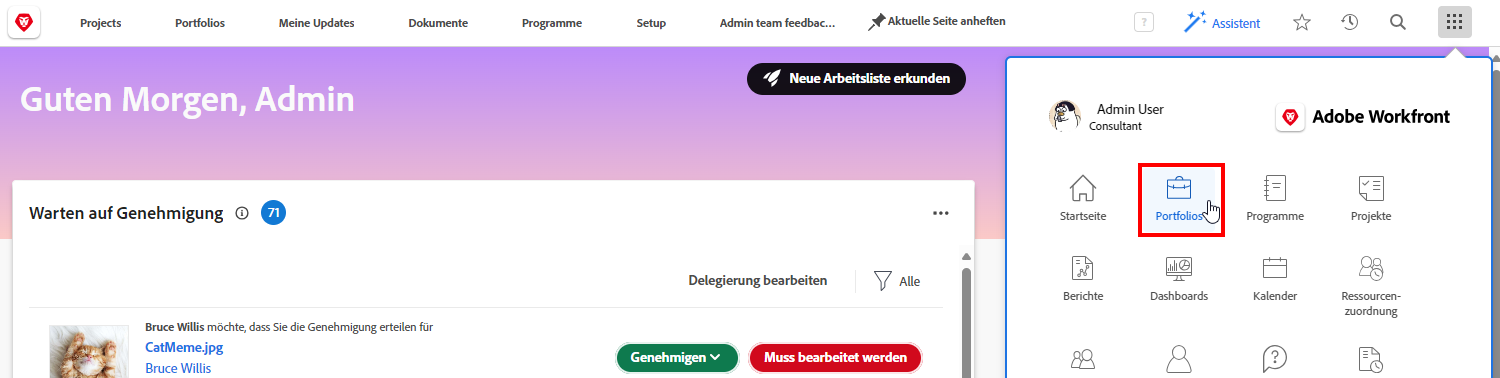 Projects Portfolios Meine Updates Dokumente Programme Setup Admin team feedbac... Aktuelle Seite anheften ? Assistent
Neue Arbeitsliste erkunden
Guten Morgen, Admin
Warten auf Genehmigung 71
Delegierung bearbeiten Alle
Bruce Willis möchte, dass Sie die Genehmigung erteilen für
CatMeme.jpg
Bruce Willis
Genehmigen Muss bearbeitet werden
Admin User
Consultant
Adobe Workfront
Startseite Portfolios Programme Projekte
Berichte Dashboards Kalender Ressourcen-
zuordnung